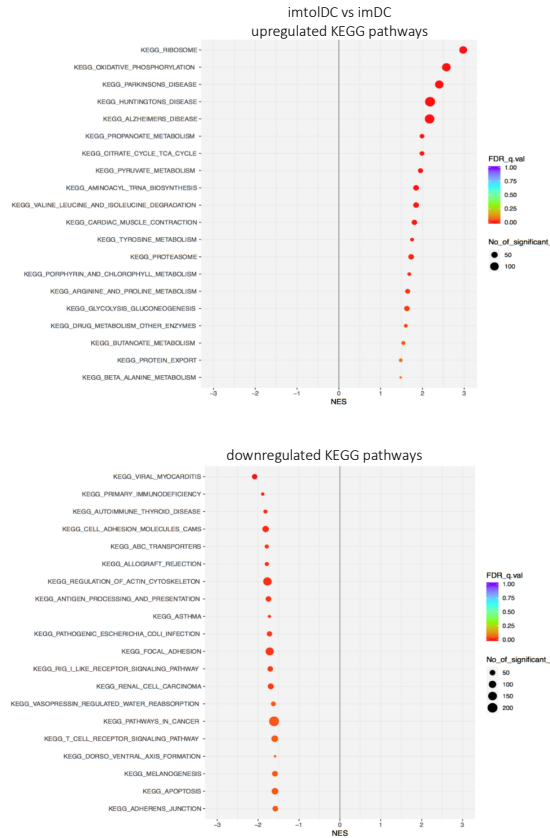 imtolDC vs imDC
upregulated KEGG pathways
KEGG_RIBOSOME
KEGG_OXIDATIVE_PHOSPHORYLATION
KEGG_PARKINSONS_DISEASE
KEGG_HUNTINGTONS_DISEASE
KEGG_ALZHEIMERS_DISEASE
KEGG_PROPANOATE_METABOLISM
KEGG_CITRATE_CYCLE_TCA_CYCLE
KEGG_PYRUVATE_METABOLISM
KEGG_AMINOACYL_TRNA_BIOSYNTHESIS
KEGG_VALINE_LEUCINE_AND_ISOLEUCINE_DEGRADATION
KEGG_CARDIAC_MUSCLE_CONTRACTION
KEGG_TYROSINE_METABOLISM
KEGG_PROTEASOME
KEGG_PORPHYRIN_AND_CHLOROPHYLL_METABOLISM
KEGG_ARGININE_AND_PROLINE_METABOLISM
KEGG_GLYCOLYSIS_GLUCONEOGENESIS
KEGG_DRUG_METABOLISM_OTHER_ENZYMES
KEGG_BUTANOATE_METABOLISM
KEGG_PROTEIN_EXPORT
KEGG_BETA_ALANINE_METABOLISM
−3 −2 −1 0 1 2 3
NES
FDR_q.val
1.00
0.75
0.50
0.25
0.00
No_of_significant_
50
100
downregulated KEGG pathways
KEGG_VIRAL_MYOCARDITIS
KEGG_PRIMARY_IMMUNODEFICIENCY
KEGG_AUTOIMMUNE_THYROID_DISEASE
KEGG_CELL_ADHESION_MOLECULES_CAMS
KEGG_ABC_TRANSPORTERS
KEGG_ALLOGRAFT_REJECTION
KEGG_REGULATION_OF_ACTIN_CYTOSKELETON
KEGG_ANTIGEN_PROCESSING_AND_PRESENTATION
KEGG_ASTHMA
KEGG_PATHOGENIC_ESCHERICHIA_COLI_INFECTION
KEGG_FOCAL_ADHESION
KEGG_RIG_I_LIKE_RECEPTOR_SIGNALING_PATHWAY
KEGG_RENAL_CELL_CARCINOMA
KEGG_VASOPRESSIN_REGULATED_WATER_REABSORPTION
KEGG_PATHWAYS_IN_CANCER
KEGG_T_CELL_RECEPTOR_SIGNALING_PATHWAY
KEGG_DORSO_VENTRAL_AXIS_FORMATION
KEGG_MELANOGENESIS
KEGG_APOPTOSIS
KEGG_ADHERENS_JUNCTION
−3 −2 −1 0 1 2 3
NES
FDR_q.val
1.00
0.75
0.50
0.25
0.00
No_of_significant_
50
100
150
200